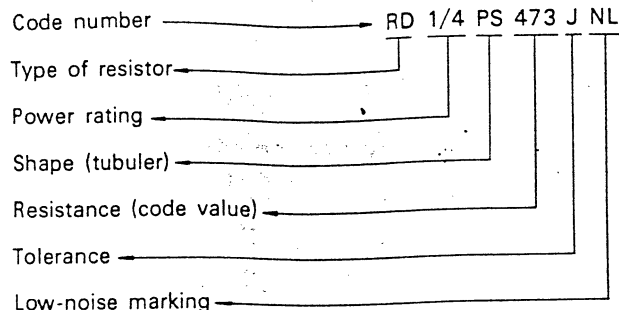 Code number RD 1/4 PS 473 J NL
Type of resistor
Power rating
Shape (tubuler)
Resistance (code value)
Tolerance
Low-noise marking